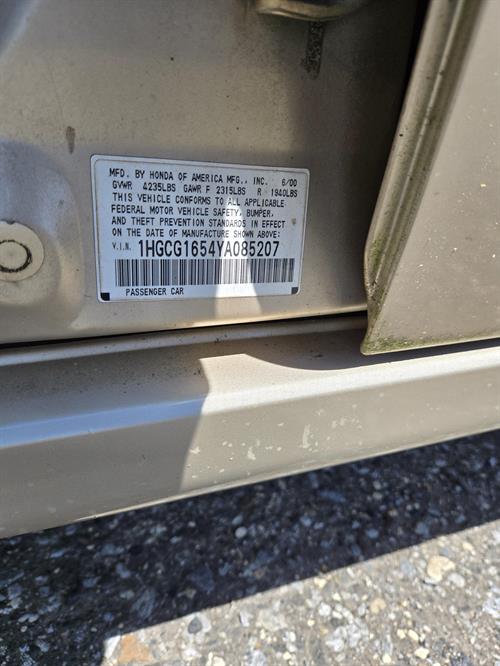 MFD. BY HONDA OF AMERICA MFG., INC. 6/00
GVWR 4235LBS GAWR F 2315LBS R 1940LBS
THIS VEHICLE CONFORMS TO ALL APPLICABLE
FEDERAL MOTOR VEHICLE SAFETY, BUMPER,
AND THEFT PREVENTION STANDARDS IN EFFECT
ON THE DATE OF MANUFACTURE SHOWN ABOVE:
V.I.N. 1HGCG1654YA085207
PASSENGER CAR